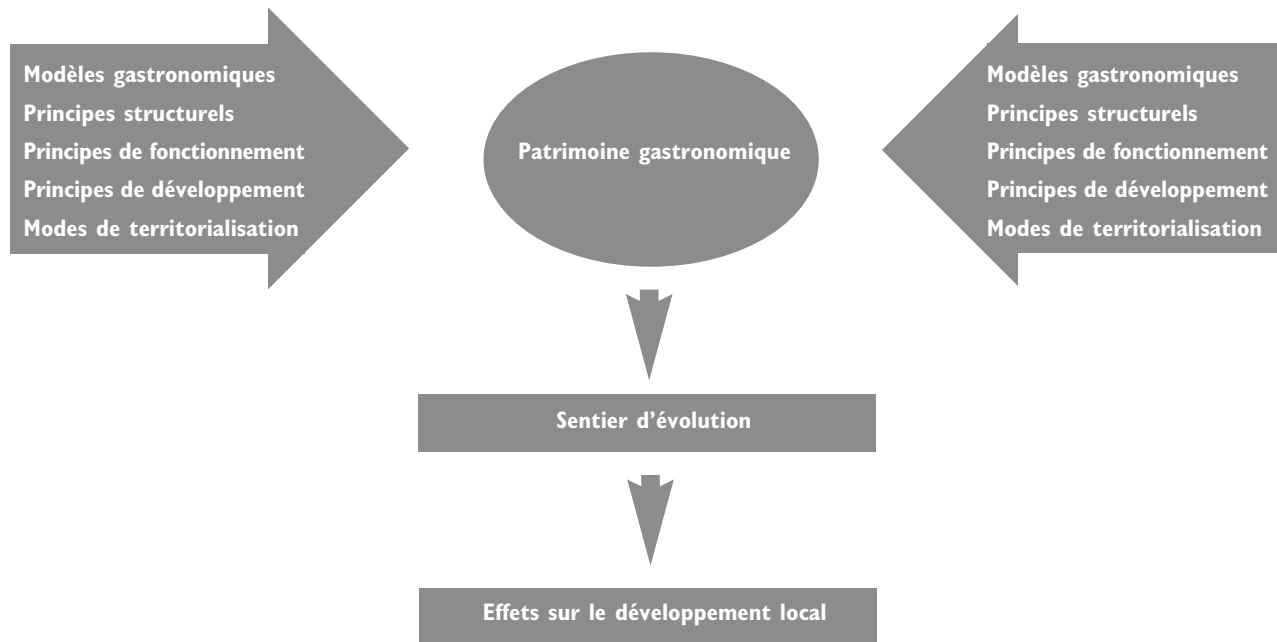 Modèles gastronomiques
Principes structurels
Principes de fonctionnement
Principes de développement
Modes de territorialisation
Patrimoine gastronomique
Modèles gastronomiques
Principes structurels
Principes de fonctionnement
Principes de développement
Modes de territorialisation
Sentier d'évolution
Effets sur le développement local